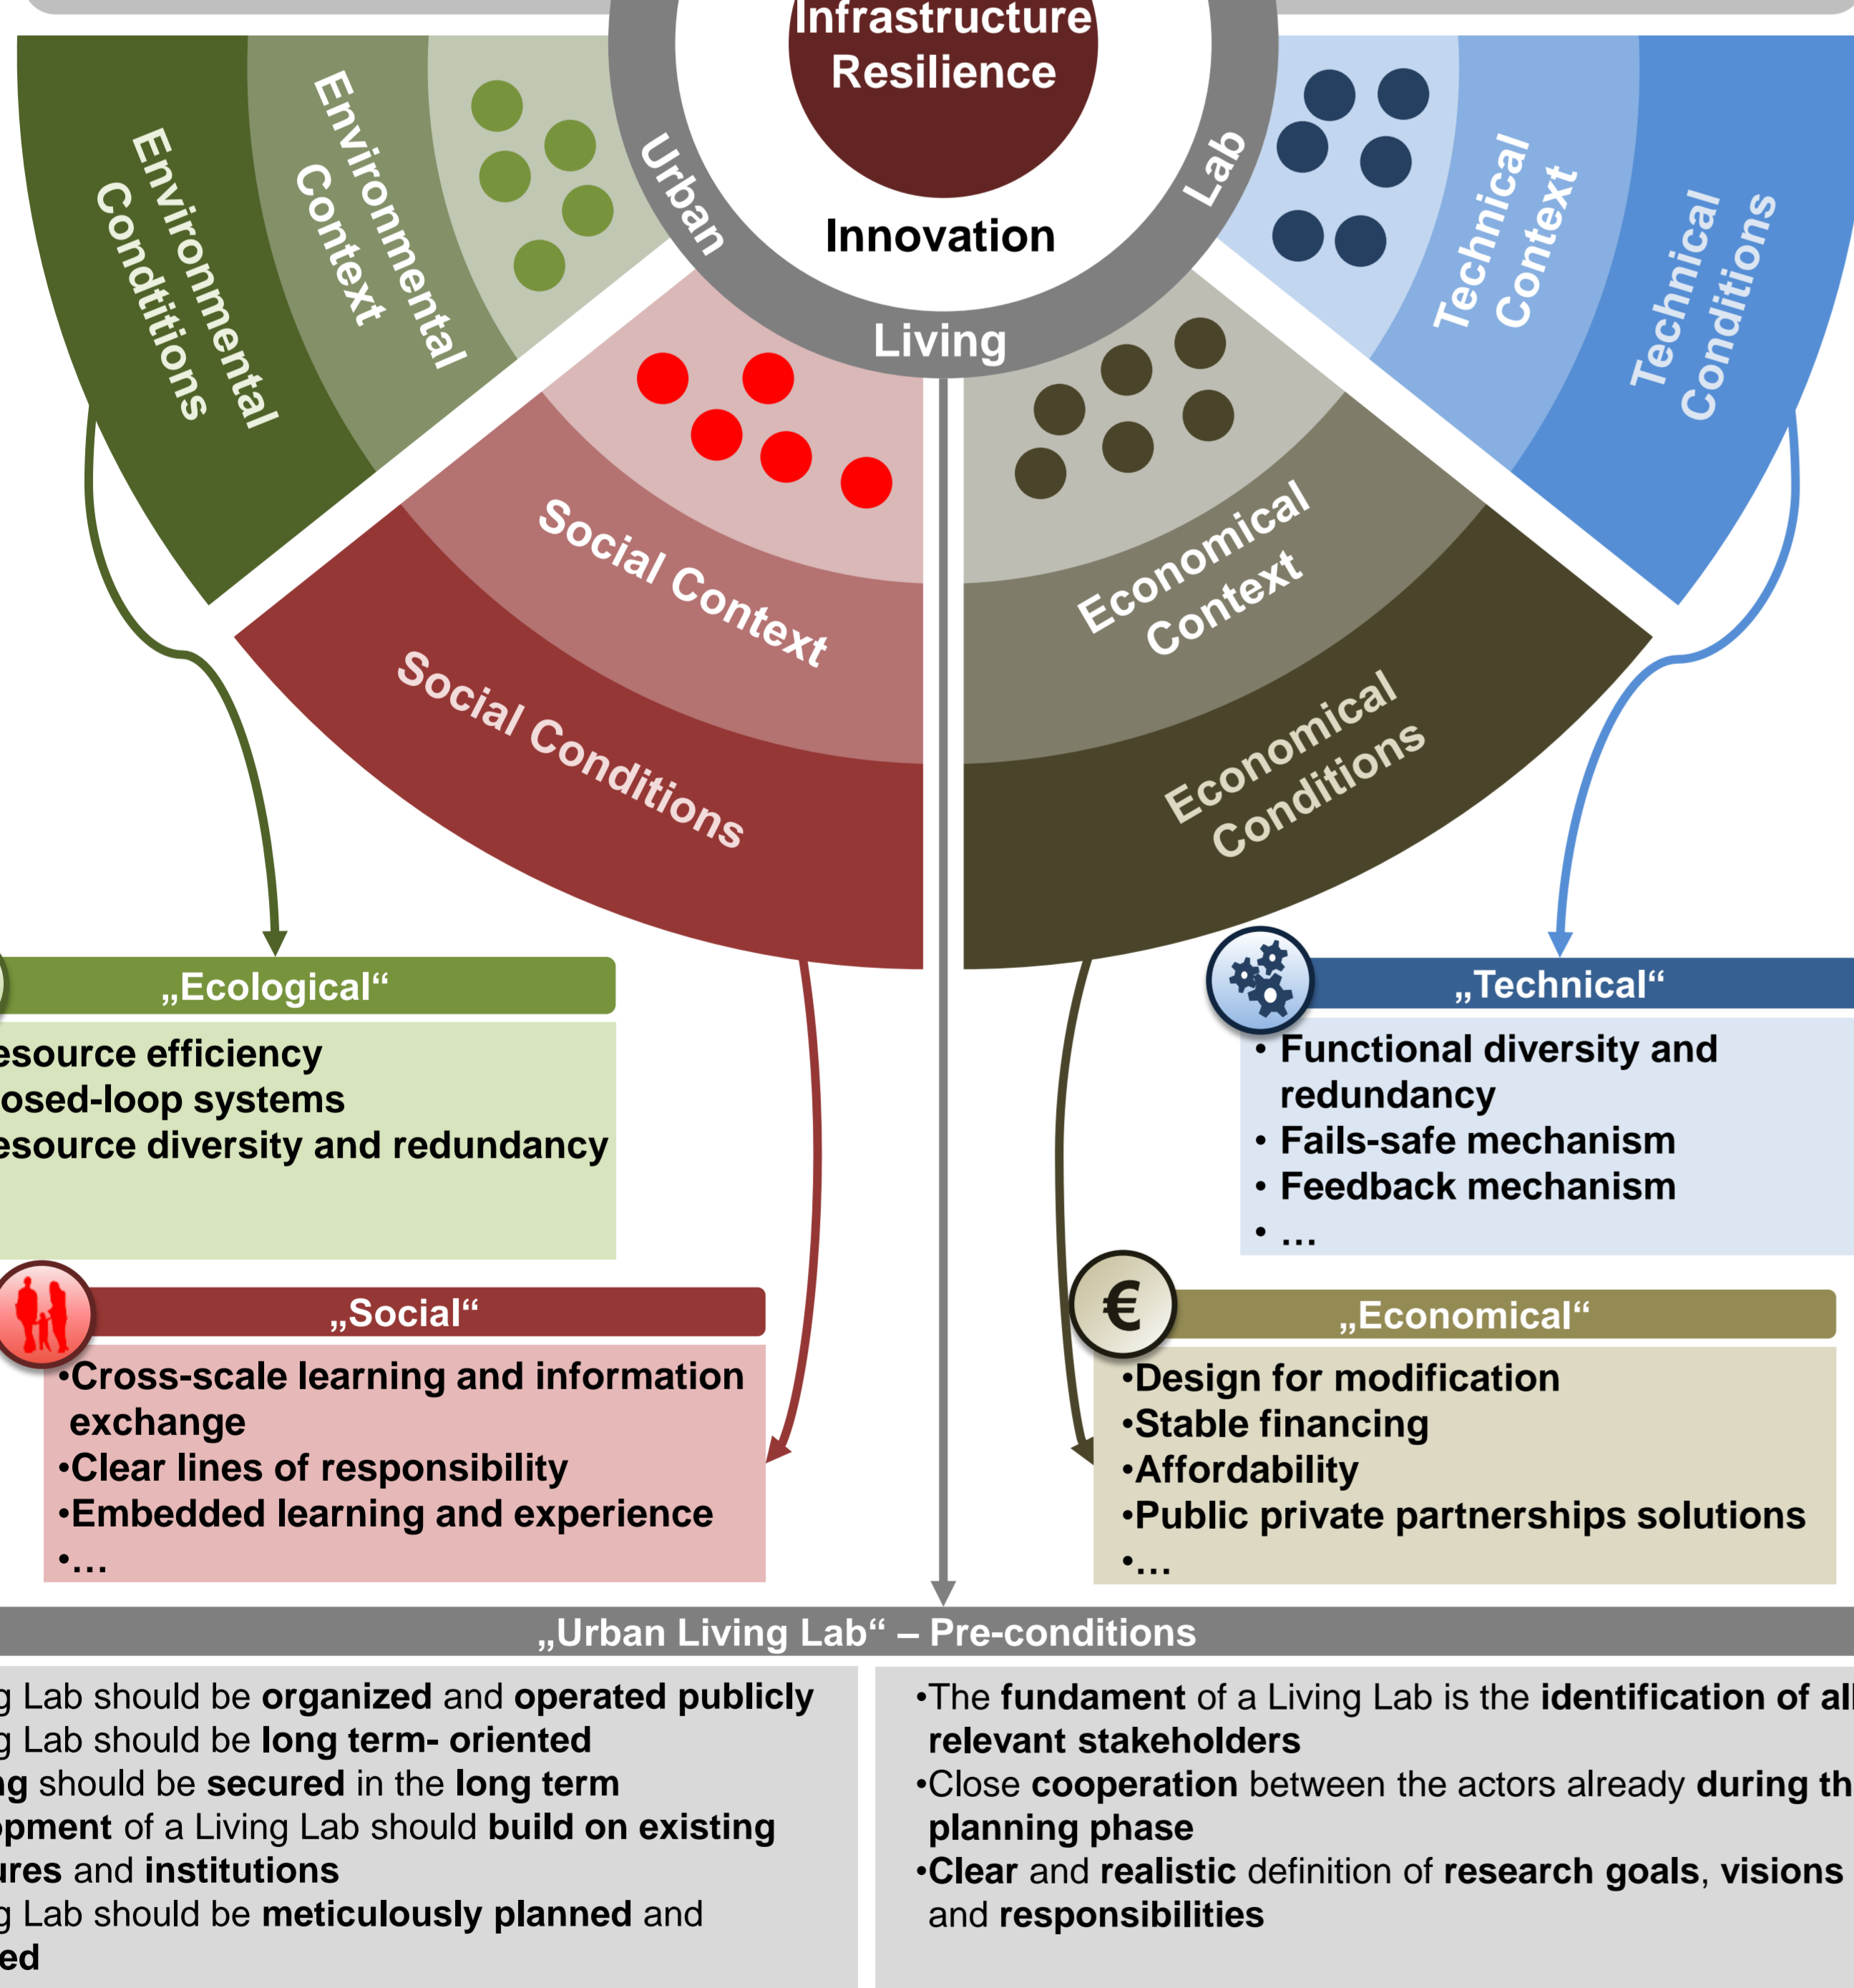 Infrastructure
Resilience
Innovation
Urban
Living
Lab
Environmental
Conditions
Environmental
Context
Social Context
Social Conditions
Economical
Context
Economical
Conditions
Technical
Context
Technical
Conditions
„Ecological“
esource efficiency
osed-loop systems
esource diversity and redundancy
„Technical“
• Functional diversity and
redundancy
• Fails-safe mechanism
• Feedback mechanism
• …
„Social“
•Cross-scale learning and information
exchange
•Clear lines of responsibility
•Embedded learning and experience
•…
€
„Economical“
•Design for modification
•Stable financing
•Affordability
•Public private partnerships solutions
•…
„Urban Living Lab“ – Pre-conditions
g Lab should be organized and operated publicly
g Lab should be long term- oriented
ng should be secured in the long term
opment of a Living Lab should build on existing
ures and institutions
g Lab should be meticulously planned and
ed
•The fundament of a Living Lab is the identification of all
relevant stakeholders
•Close cooperation between the actors already during th
planning phase
•Clear and realistic definition of research goals, visions
and responsibilities